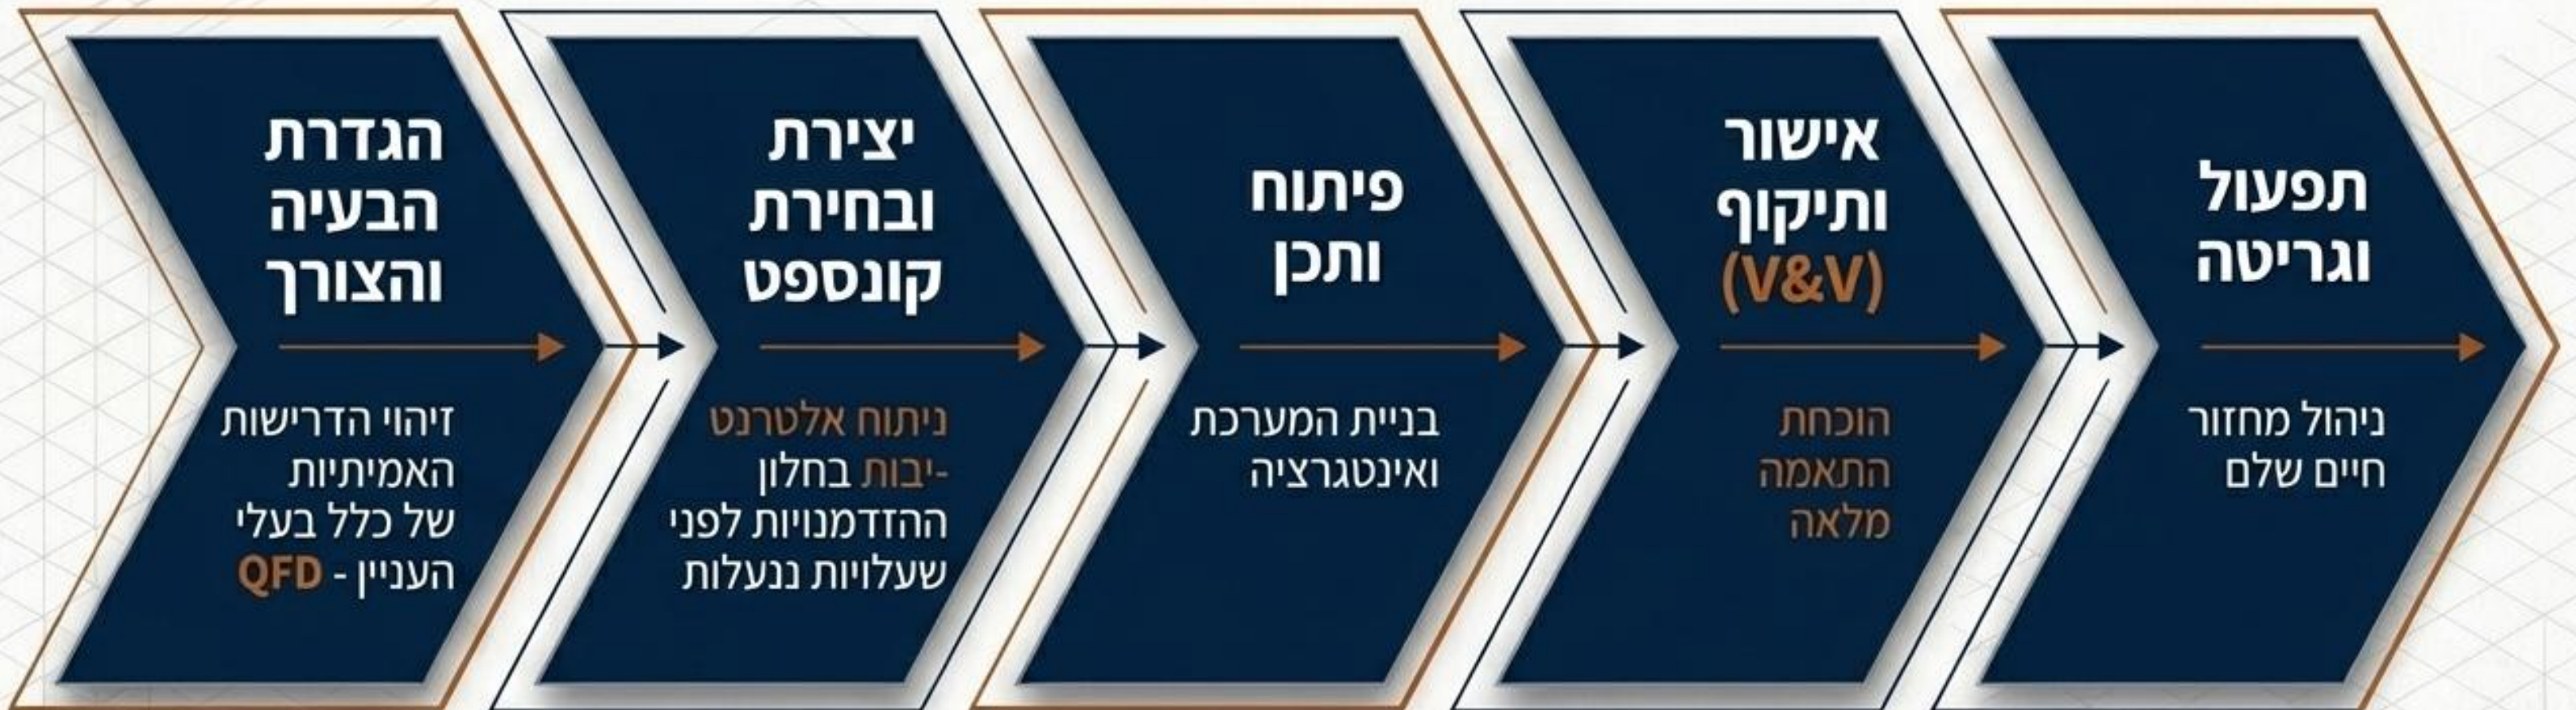 הגדרת
הבעיה
והצורך
זיהוי הדרישות
האמיתיות
של כלל בעלי
העניין - QFD
יצירת
ובחירת
קונספט
ניתוח אלטרנט
-יבות בחלון
ההזדמנויות לפני
שעלויות ננעלות
פיתוח
ותכן
בניית המערכת
ואינטגרציה
אישור
ותיקוף
(V&V)
הוכחת
התאמה
מלאה
תפעול
וגריטה
ניהול מחזור
חיים שלם